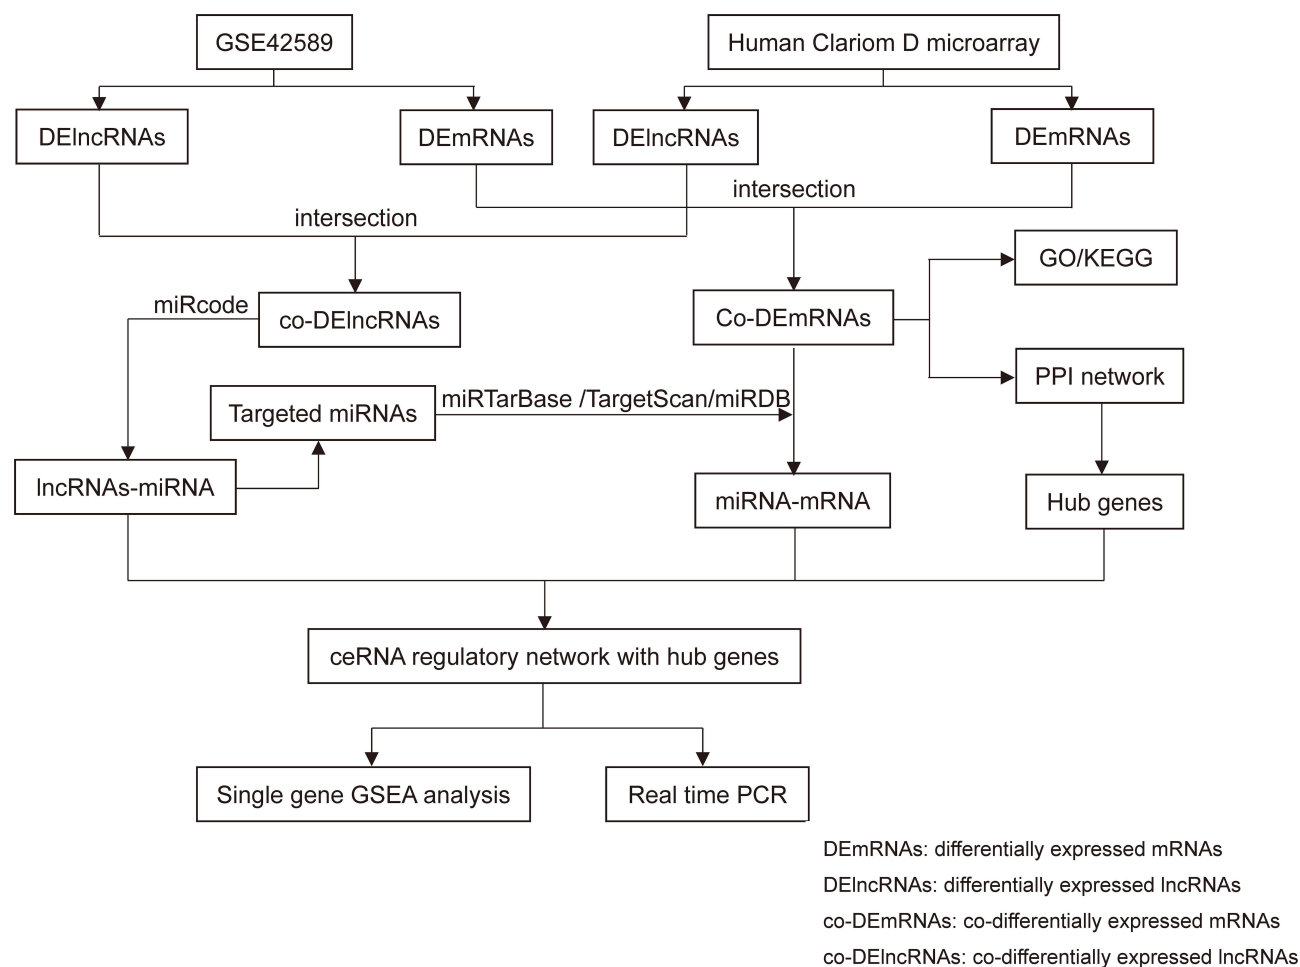 GSE42589
Human Clariom D microarray
DElncRNAs
DEmRNAs
DElncRNAs
DEmRNAs
intersection
intersection
GO/KEGG
miRcode
co-DElncRNAs
Co-DEmRNAs
PPI network
Targeted miRNAs
miRTarBase /TargetScan/miRDB
lncRNAs-miRNA
miRNA-mRNA
Hub genes
ceRNA regulatory network with hub genes
Single gene GSEA analysis
Real time PCR
DEmRNAs: differentially expressed mRNAs
DElncRNAs: differentially expressed lncRNAs
co-DEmRNAs: co-differentially expressed mRNAs
co-DElncRNAs: co-differentially expressed lncRNAs